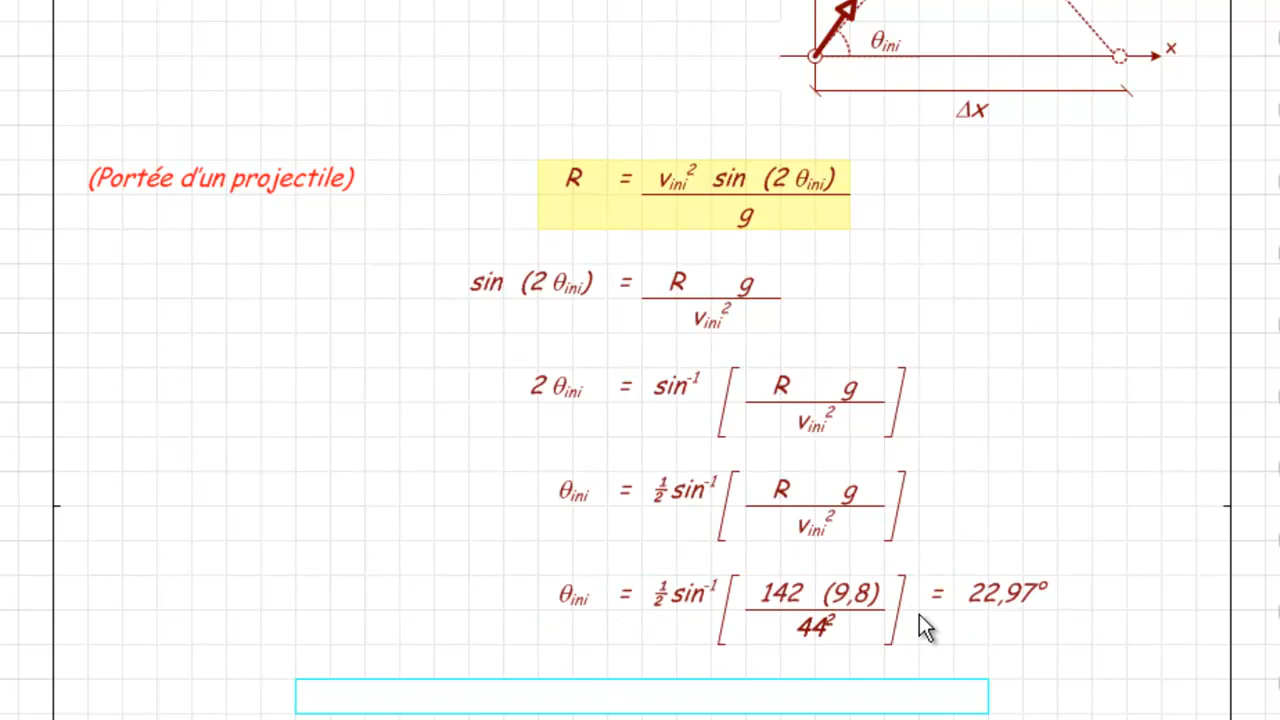 θini
x
Δx
(Portée d'un projectile) R = vini² sin (2 θini) / g
sin (2 θini) = R g / vini²
2 θini = sin⁻¹ [ R g / vini² ]
θini = ½ sin⁻¹ [ R g / vini² ]
θini = ½ sin⁻¹ [ 142 (9,8) / 44² ] = 22,97°